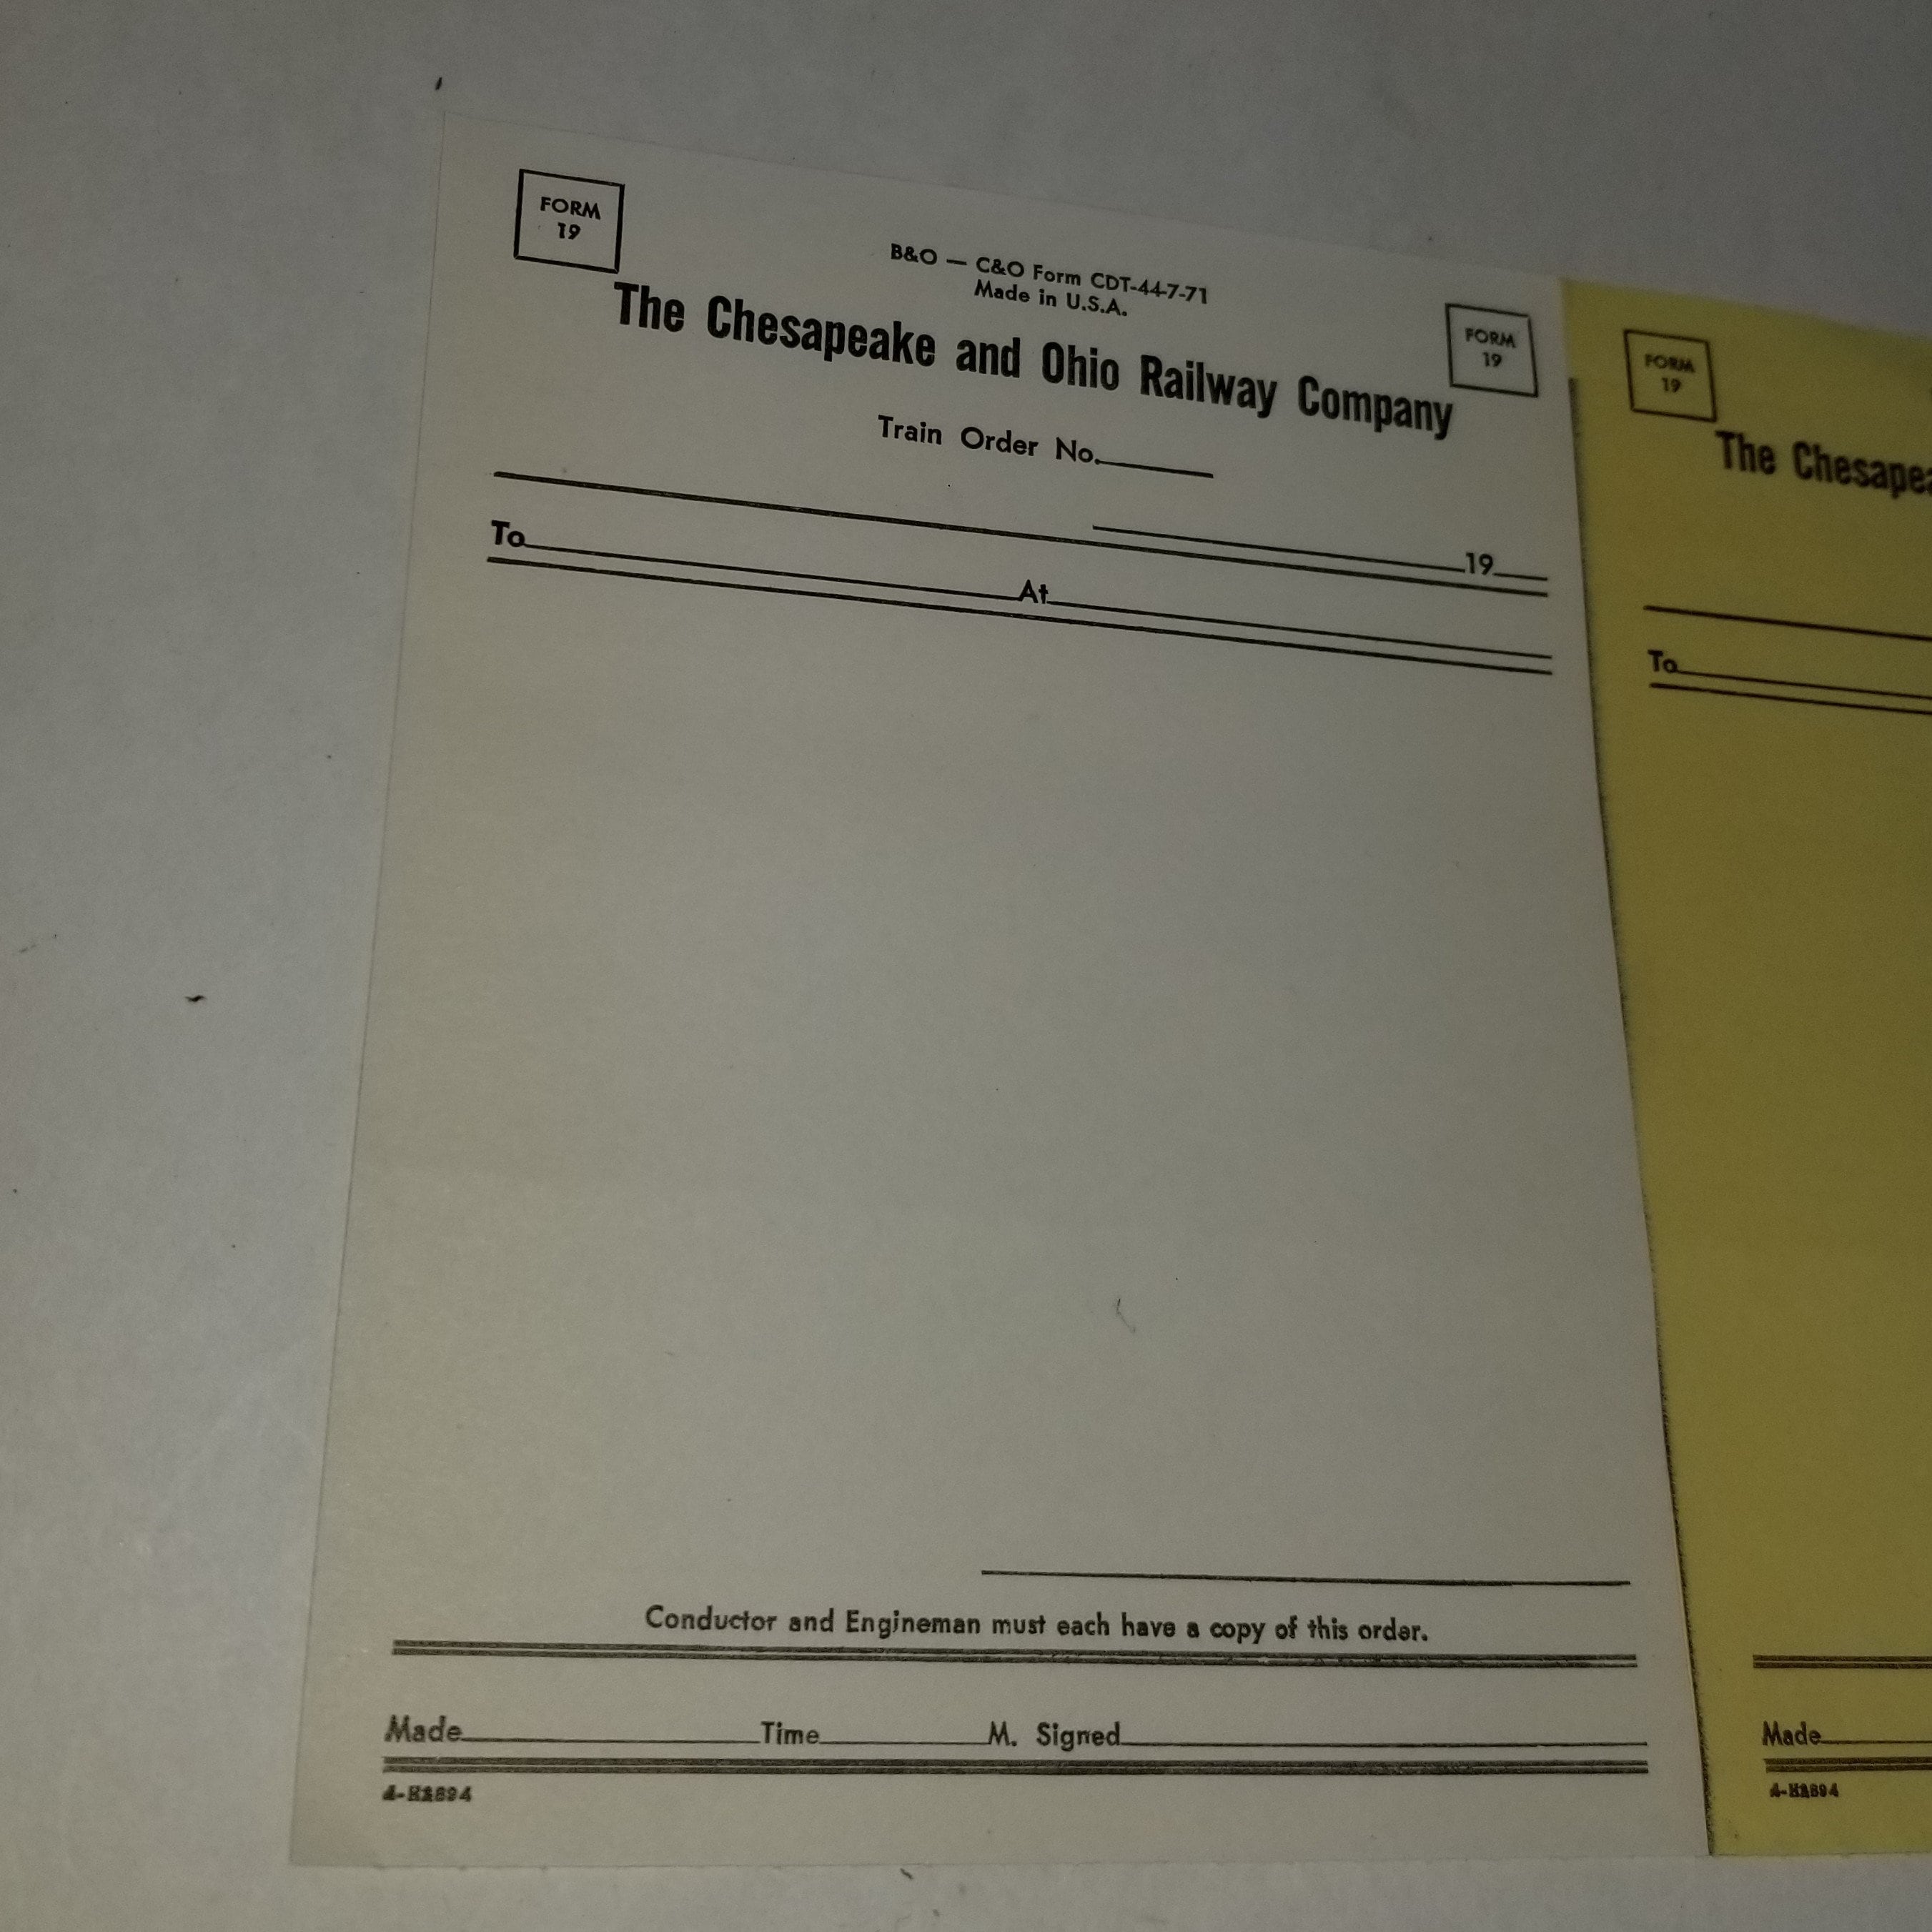 FORM
19
B&O — C&O Form CDT-44-7-71
Made in U.S.A.
FORM
19
The Chesapeake and Ohio Railway Company
Train Order No.
19
To At
Conductor and Engineman must each have a copy of this order.
Made Time M. Signed
FORM
19
The Chesapea
To
Made